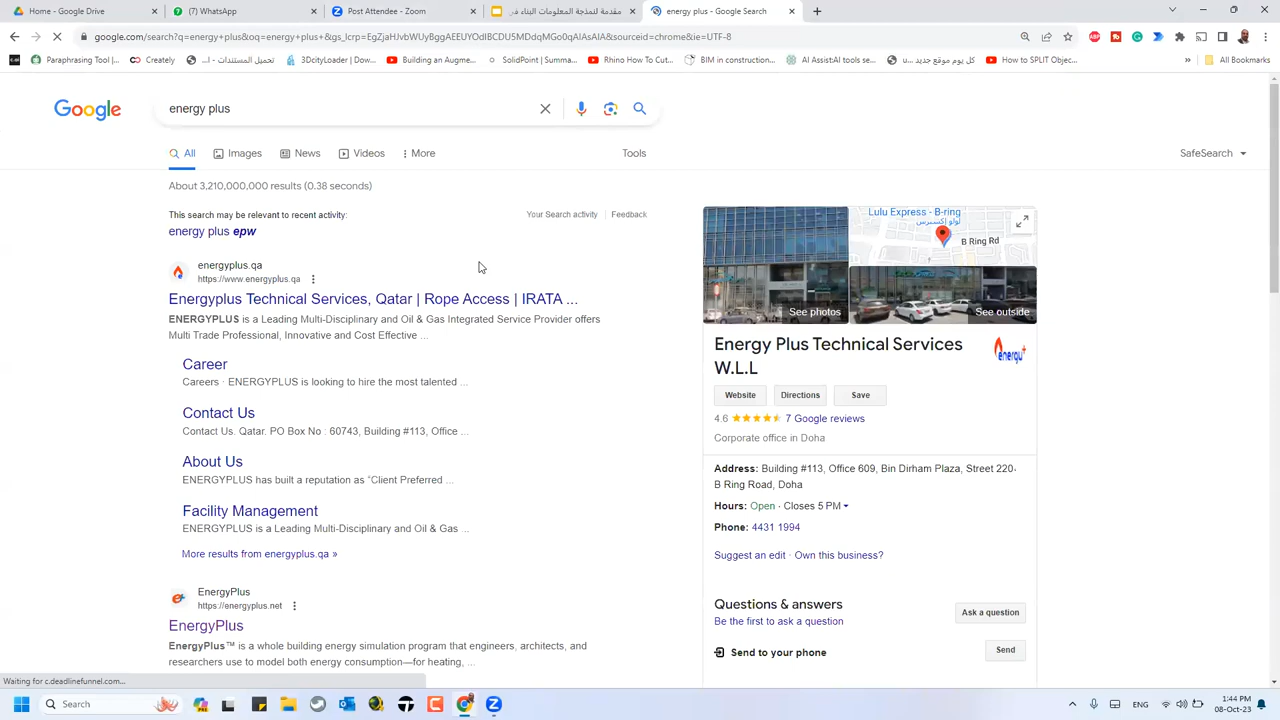 Home - Google Drive
(7) WhatsApp
Post Attendee - Zoom
مقدمة لنمذجة المعلومات البناء في
energy plus - Google Search
google.com/search?q=energy+plus&oq=energy+plus&gs_lcrp=EgZjaHJvbWUyBggAEEUYOdIBCDU5MDdqMGo0qAIAsAIA&sourceid=chrome&ie=UTF-8
Paraphrasing Tool |...
Creately
تحميل المستندات - ا...
3DCityLoader | Dow...
Building an Augme...
SolidPoint | Summa...
Rhino How To Cut...
BIM in construction...
AI Assist:AI tools se...
كل يوم موقع جديد ...
How to SPLIT Objec...
»
All Bookmarks
Google
energy plus
All
Images
News
Videos
More
Tools
SafeSearch
About 3,210,000,000 results (0.38 seconds)
This search may be relevant to recent activity:
Your Search activity
Feedback
energy plus epw
energyplus.qa
https://www.energyplus.qa
Energyplus Technical Services, Qatar | Rope Access | IRATA ...
ENERGYPLUS is a Leading Multi-Disciplinary and Oil & Gas Integrated Service Provider offers
Multi Trade Professional, Innovative and Cost Effective ...
Career
Careers · ENERGYPLUS is looking to hire the most talented ...
Contact Us
Contact Us. Qatar. PO Box No : 60743, Building #113, Office ...
About Us
ENERGYPLUS has built a reputation as “Client Preferred ...
Facility Management
ENERGYPLUS is a Leading Multi-Disciplinary and Oil & Gas ...
More results from energyplus.qa »
EnergyPlus
https://energyplus.net
EnergyPlus
EnergyPlus™ is a whole building energy simulation program that engineers, architects, and
researchers use to model both energy consumption—for heating, ...
Lulu Express - B-ring
لولو إكسبرس
B Ring Rd
See photos
See outside
Energy Plus Technical Services
W.L.L
energy
Website
Directions
Save
4.6
7 Google reviews
Corporate office in Doha
Address: Building #113, Office 609, Bin Dirham Plaza, Street 220-
B Ring Road, Doha
Hours: Open · Closes 5 PM
Phone: 4431 1994
Suggest an edit · Own this business?
Questions & answers
Be the first to ask a question
Ask a question
Send to your phone
Send
Waiting for c.deadlinefunnel.com...
Search
ENG
1:44 PM
08-Oct-23